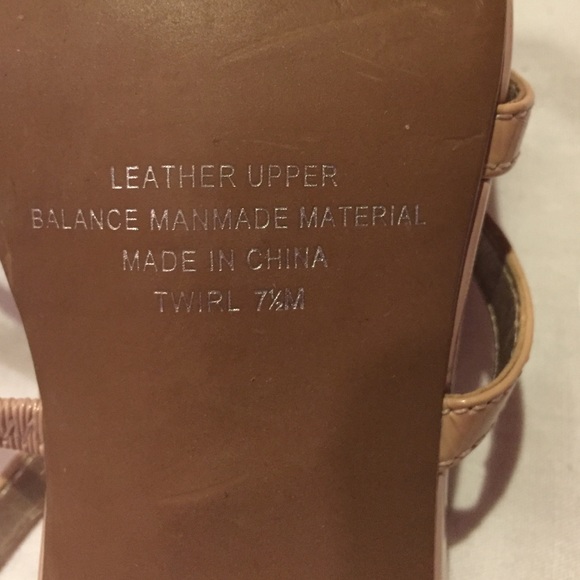 LEATHER UPPER
BALANCE MANMADE MATERIAL
MADE IN CHINA
TWIRL 7½M